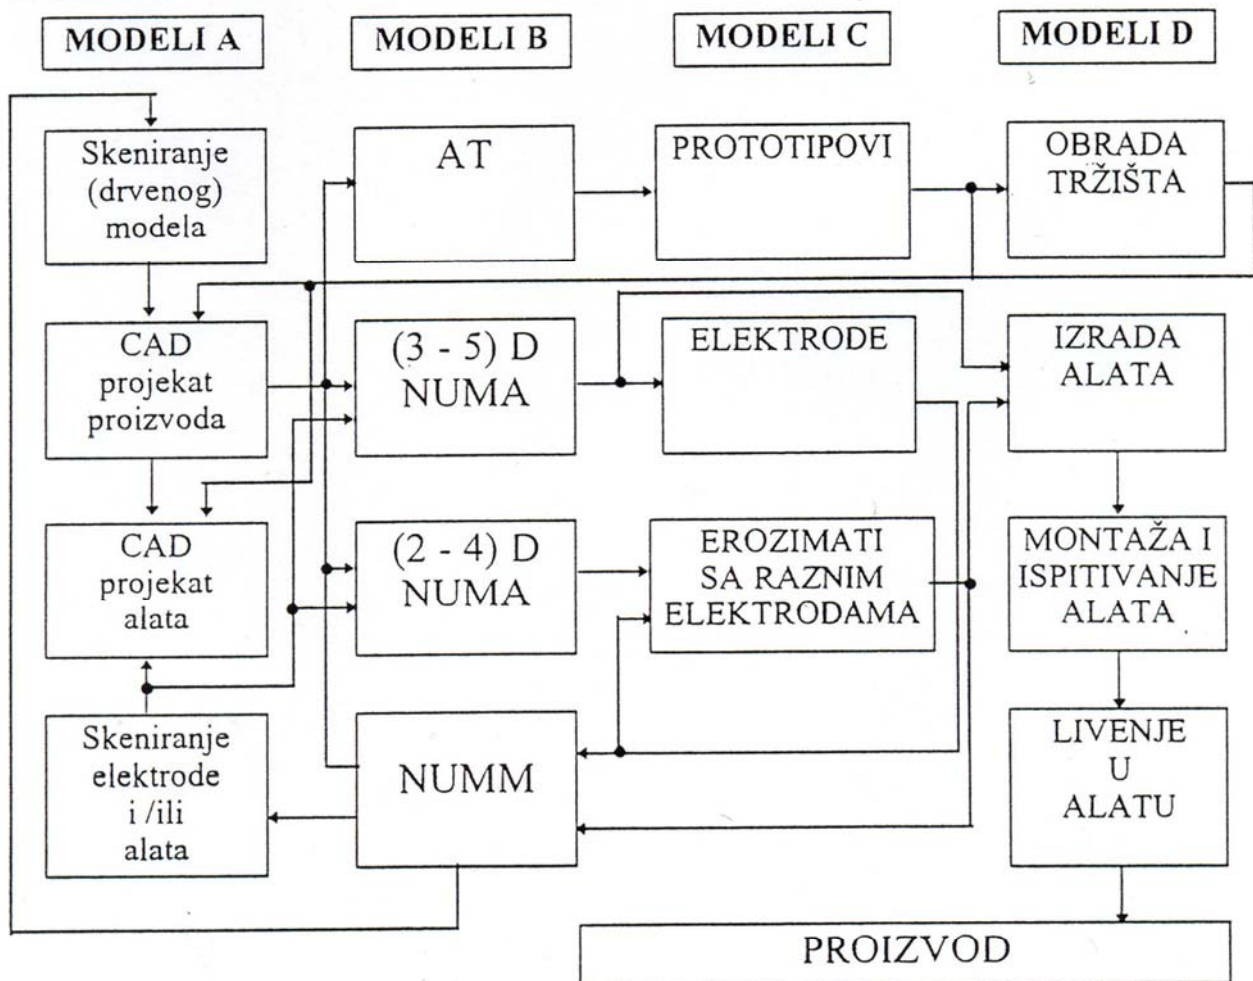 MODELI A
MODELI B
MODELI C
MODELI D
Skeniranje
(drvenog)
modela
AT
PROTOTIPOVI
OBRADA
TRŽIŠTA
CAD
projekat
proizvoda
(3 - 5) D
NUMA
ELEKTRODE
IZRADA
ALATA
CAD
projekat
alata
(2 - 4) D
NUMA
EROZIMATI
SA RAZNIM
ELEKTRODAMA
MONTAŽA I
ISPITIVANJE
ALATA
Skeniranje
elektrode
i /ili
alata
NUMM
LIVENJE
U
ALATU
PROIZVOD